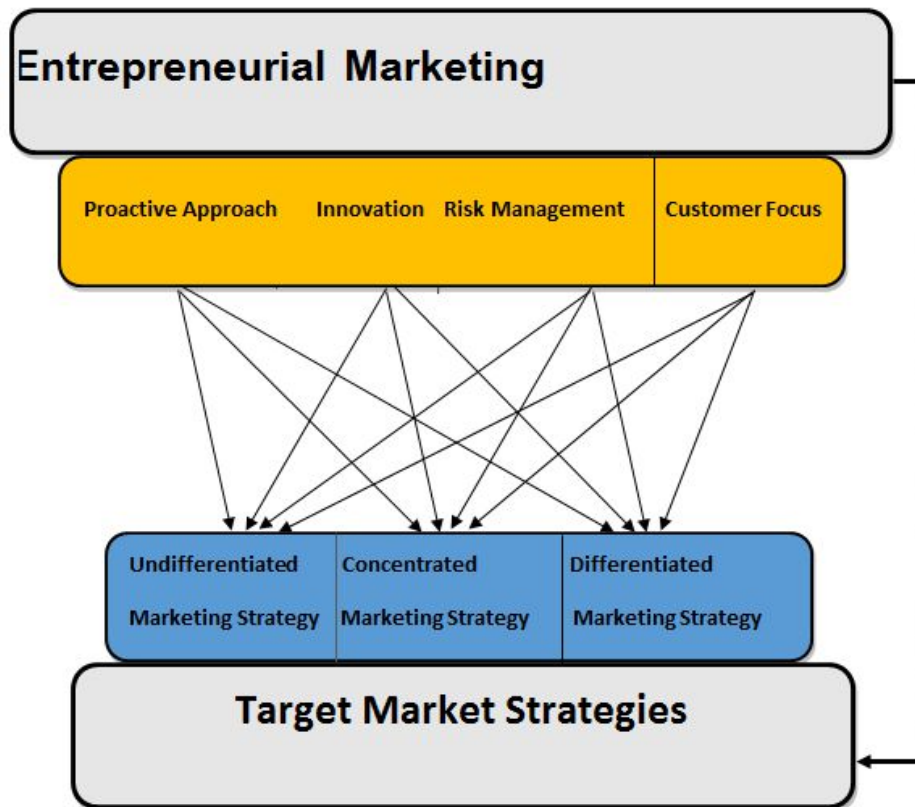 Entrepreneurial Marketing
Proactive Approach Innovation Risk Management Customer Focus
Undifferentiated Concentrated Differentiated
Marketing Strategy Marketing Strategy Marketing Strategy
Target Market Strategies